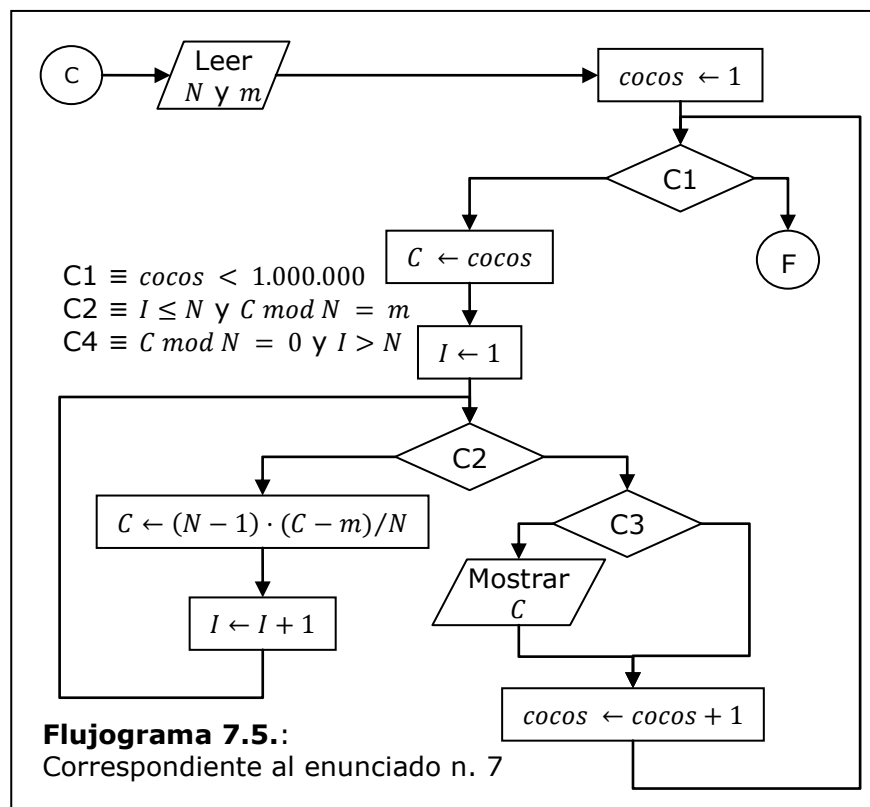 C
Leer
N y m
cocos ← 1
C1
C ← cocos
F
C1 ≡ cocos < 1.000.000
C2 ≡ I ≤ N y C mod N = m
C4 ≡ C mod N = 0 y I > N
I ← 1
C2
C ← (N − 1) · (C − m)/N
C3
Mostrar
C
I ← I + 1
cocos ← cocos + 1
Flujograma 7.5.:
Correspondiente al enunciado n. 7